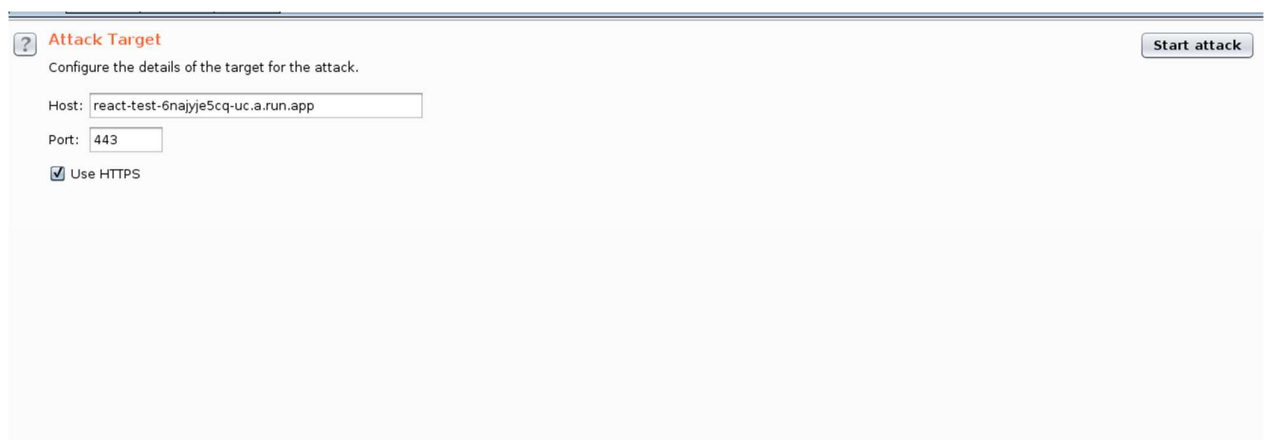 ?
Attack Target
Start attack
Configure the details of the target for the attack.
Host: react-test-6najyje5cq-uc.a.run.app
Port: 443
Use HTTPS